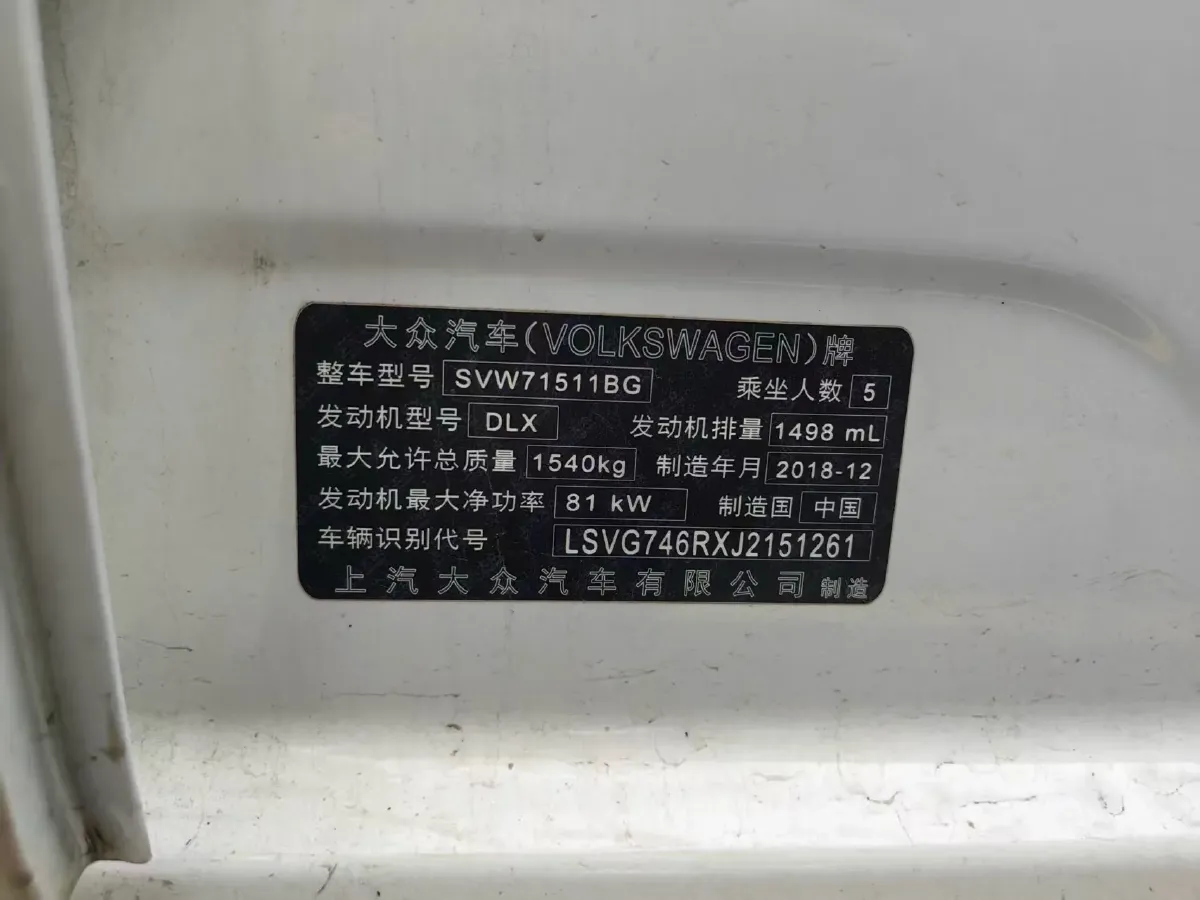 大众汽车(VOLKSWAGEN)牌
整车型号 SVW71511BG 乘坐人数 5
发动机型号 DLX 发动机排量 1498 mL
最大允许总质量 1540kg 制造年月 2018-12
发动机最大净功率 81 kW 制造国 中国
车辆识别代号 LSVG746RXJ2151261
上汽大众汽车有限公司 制造